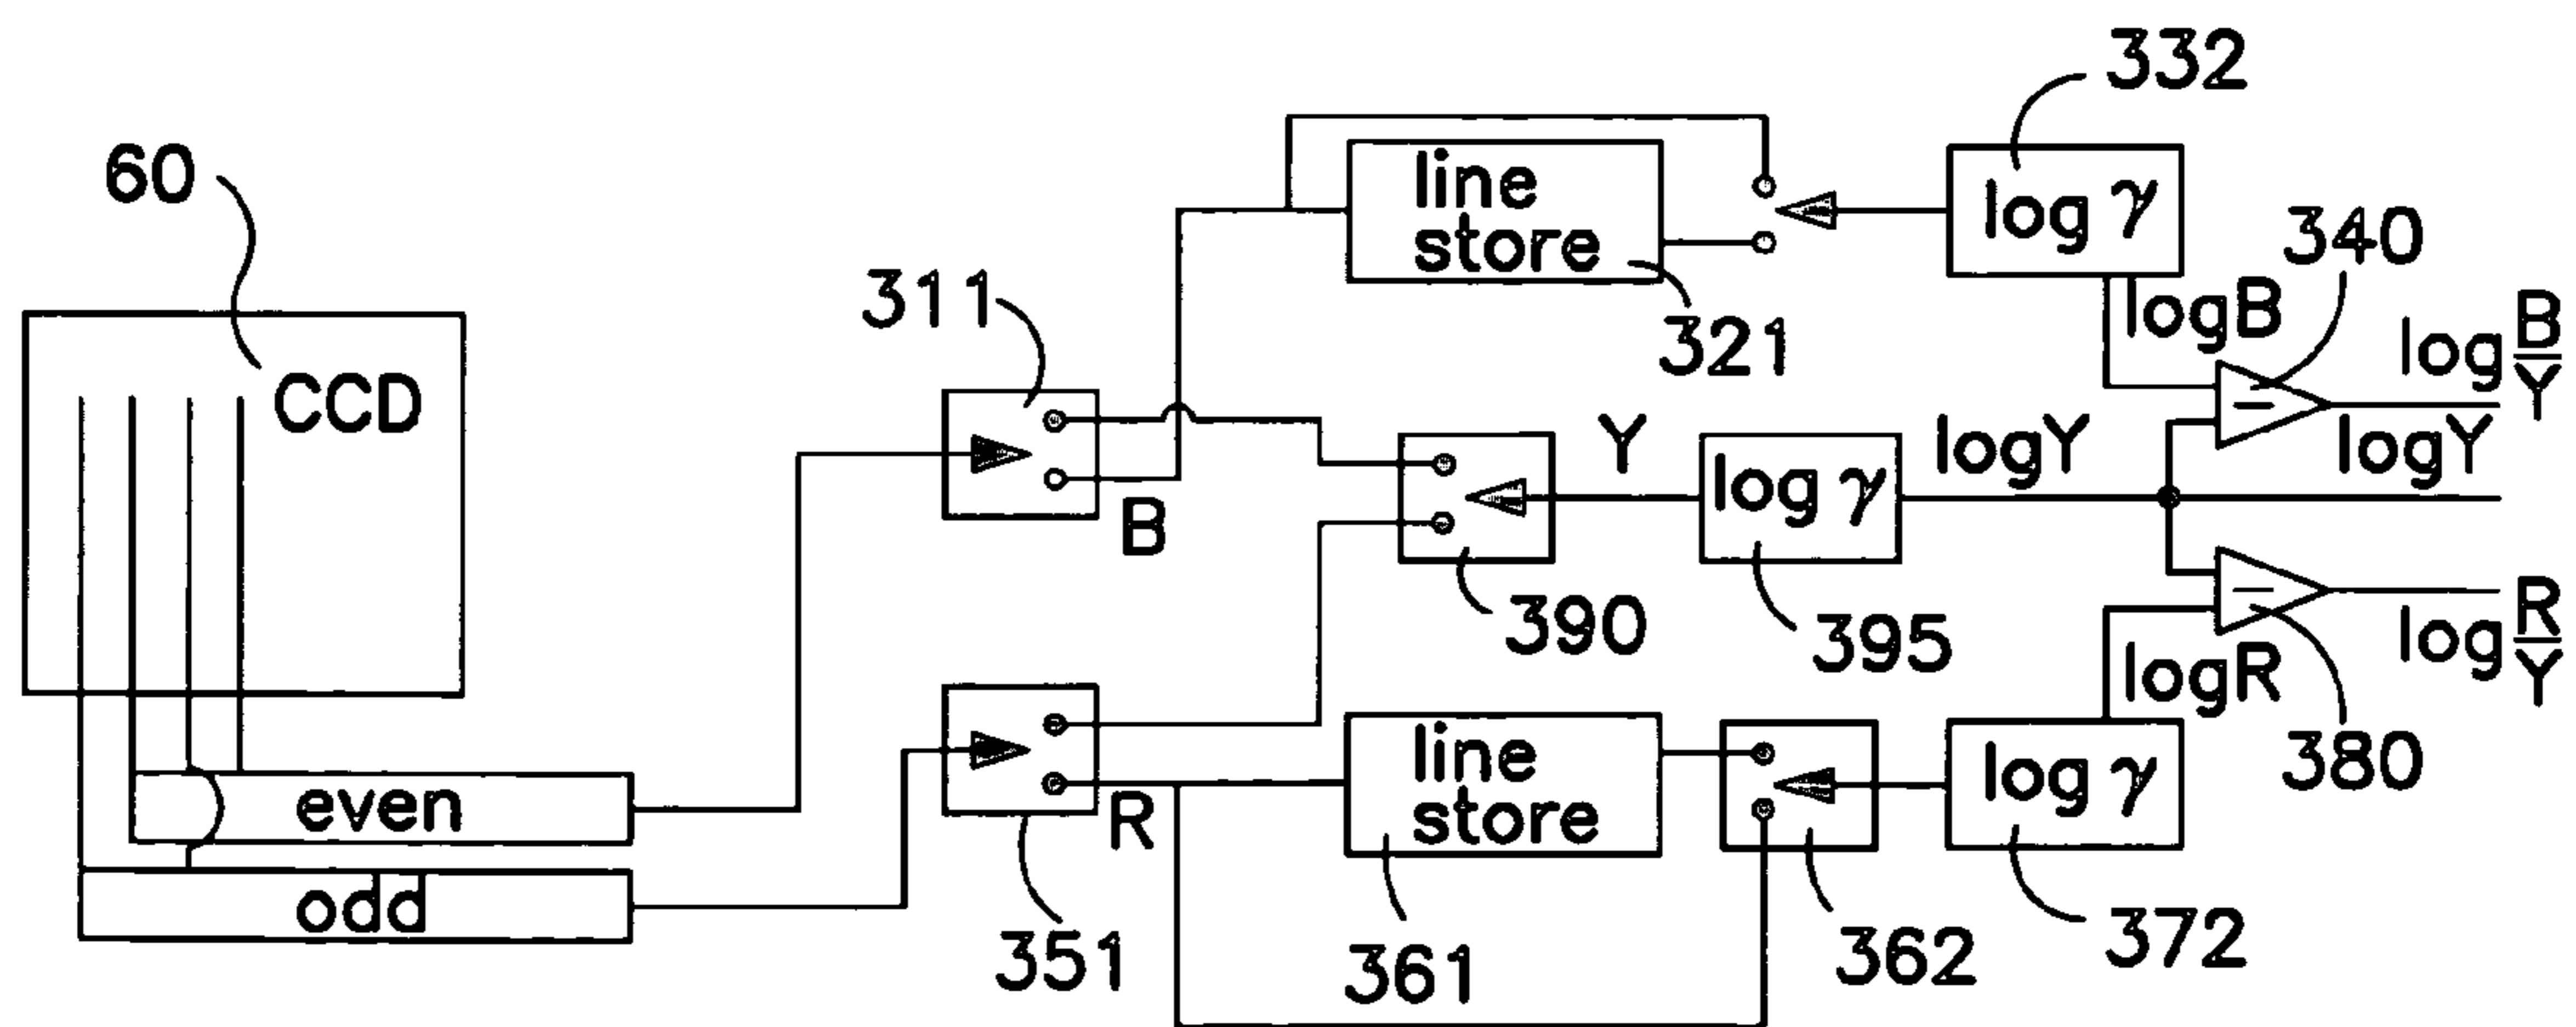 332
60
line
store
log γ
340
311
321
logB
log B/Y
CCD
Y
logY
logY
log γ
B
390
395
logR
log R/Y
even
R
line
store
log γ
380
odd
351
361
362
372